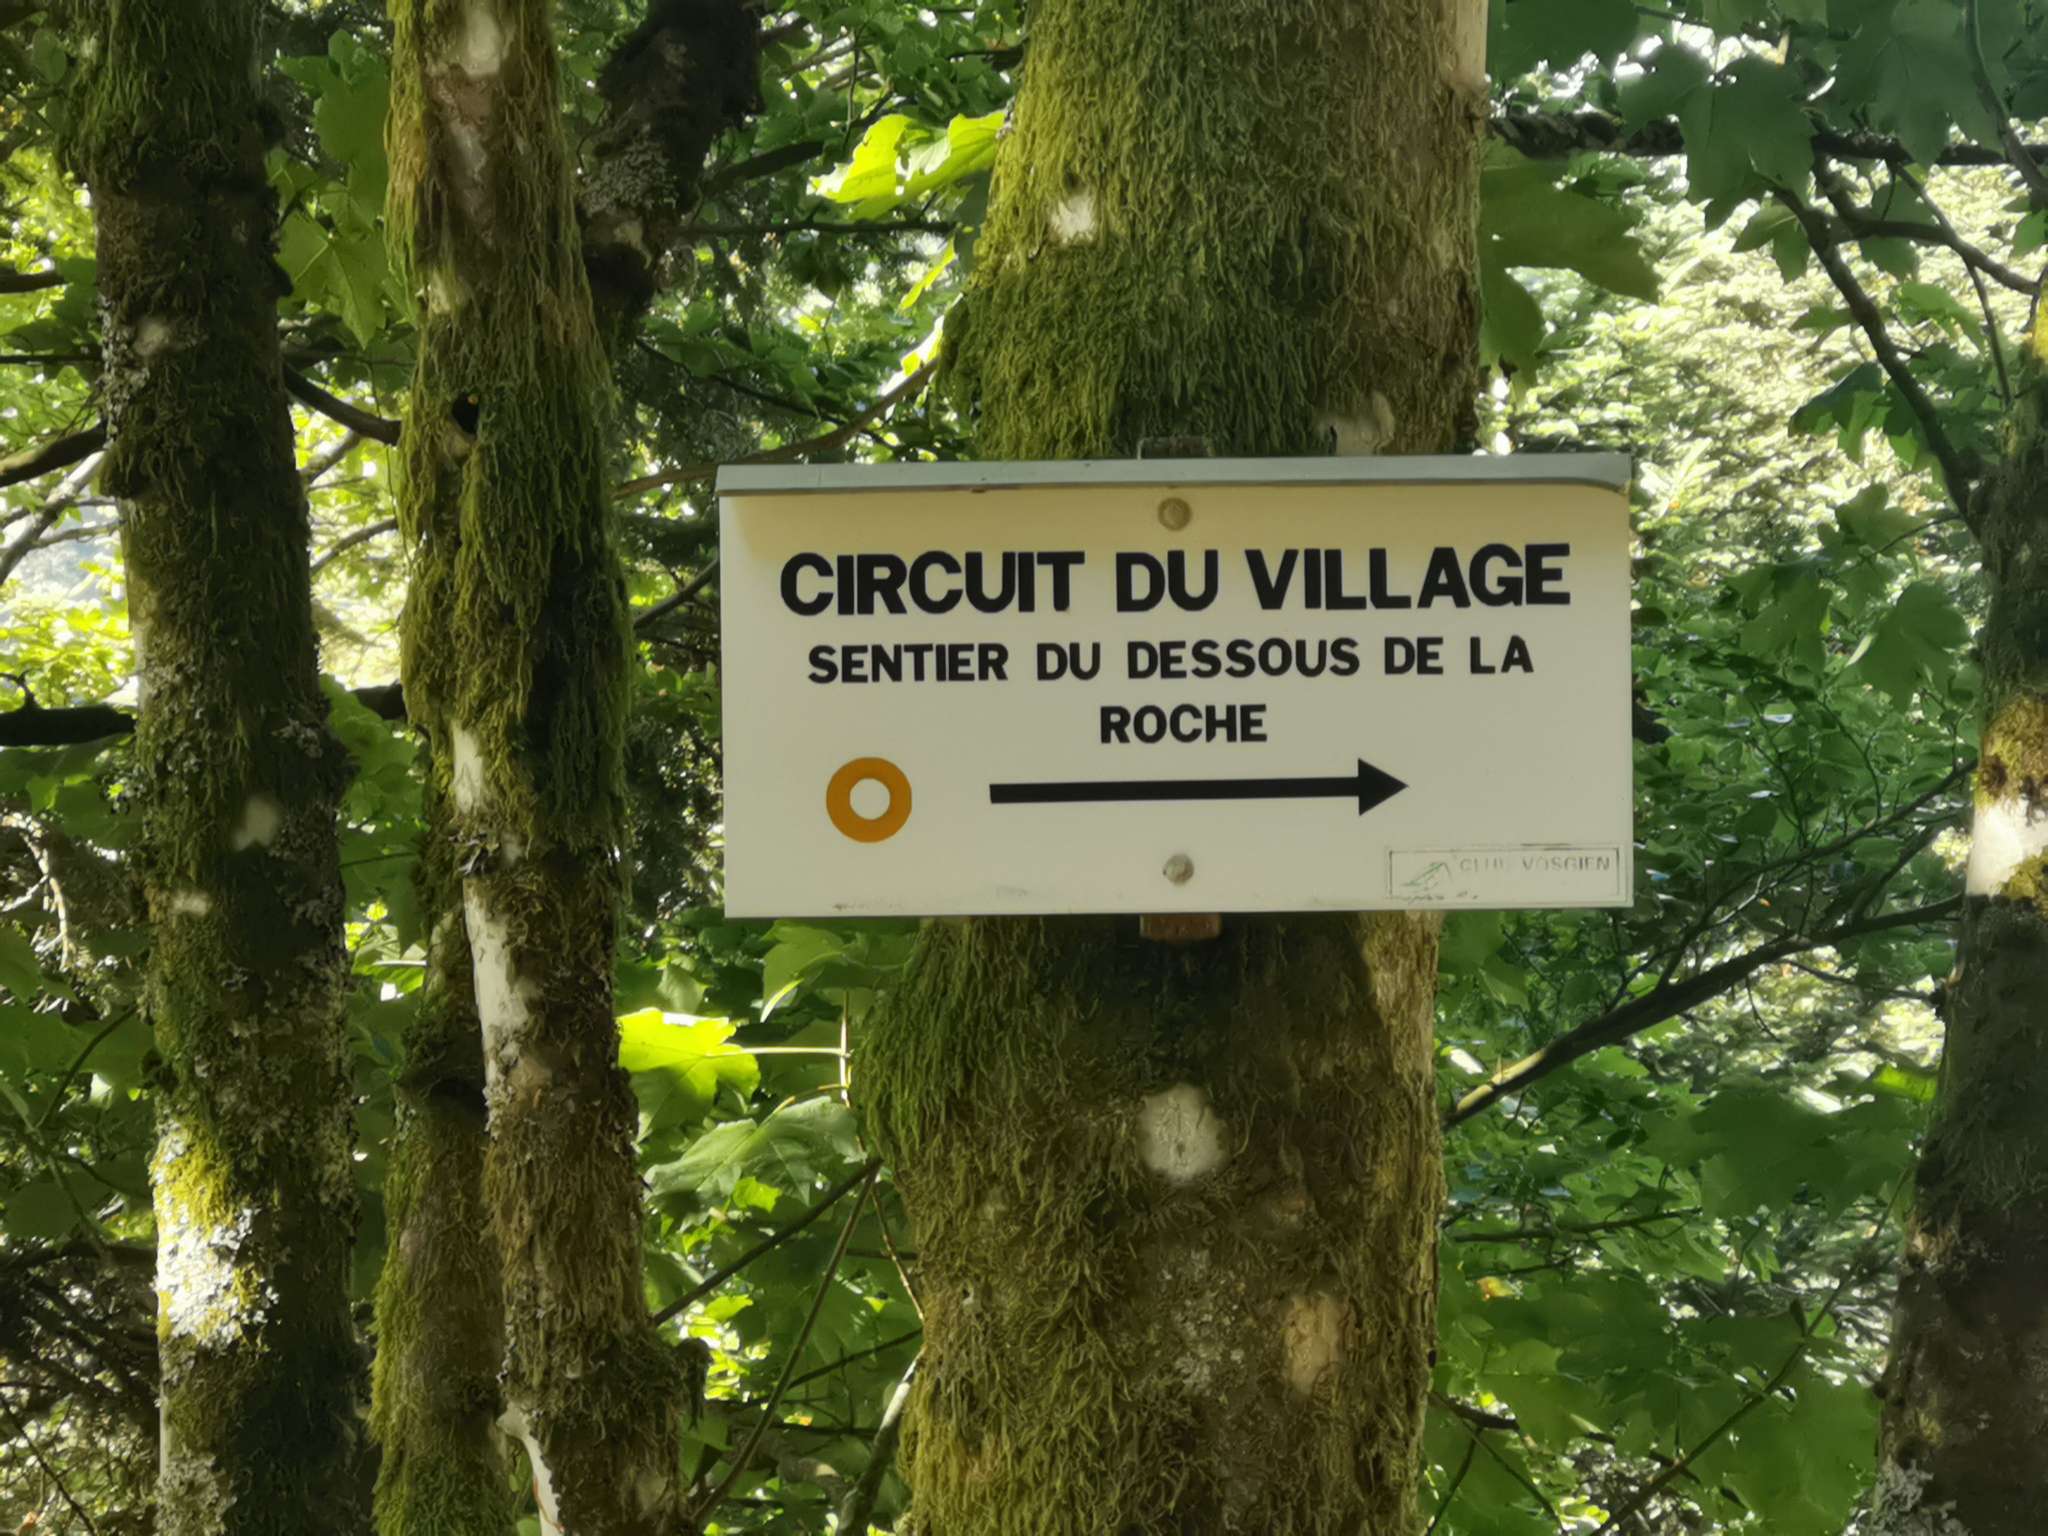 CIRCUIT DU VILLAGE
SENTIER DU DESSOUS DE LA
ROCHE
CLUB VOSGIEN